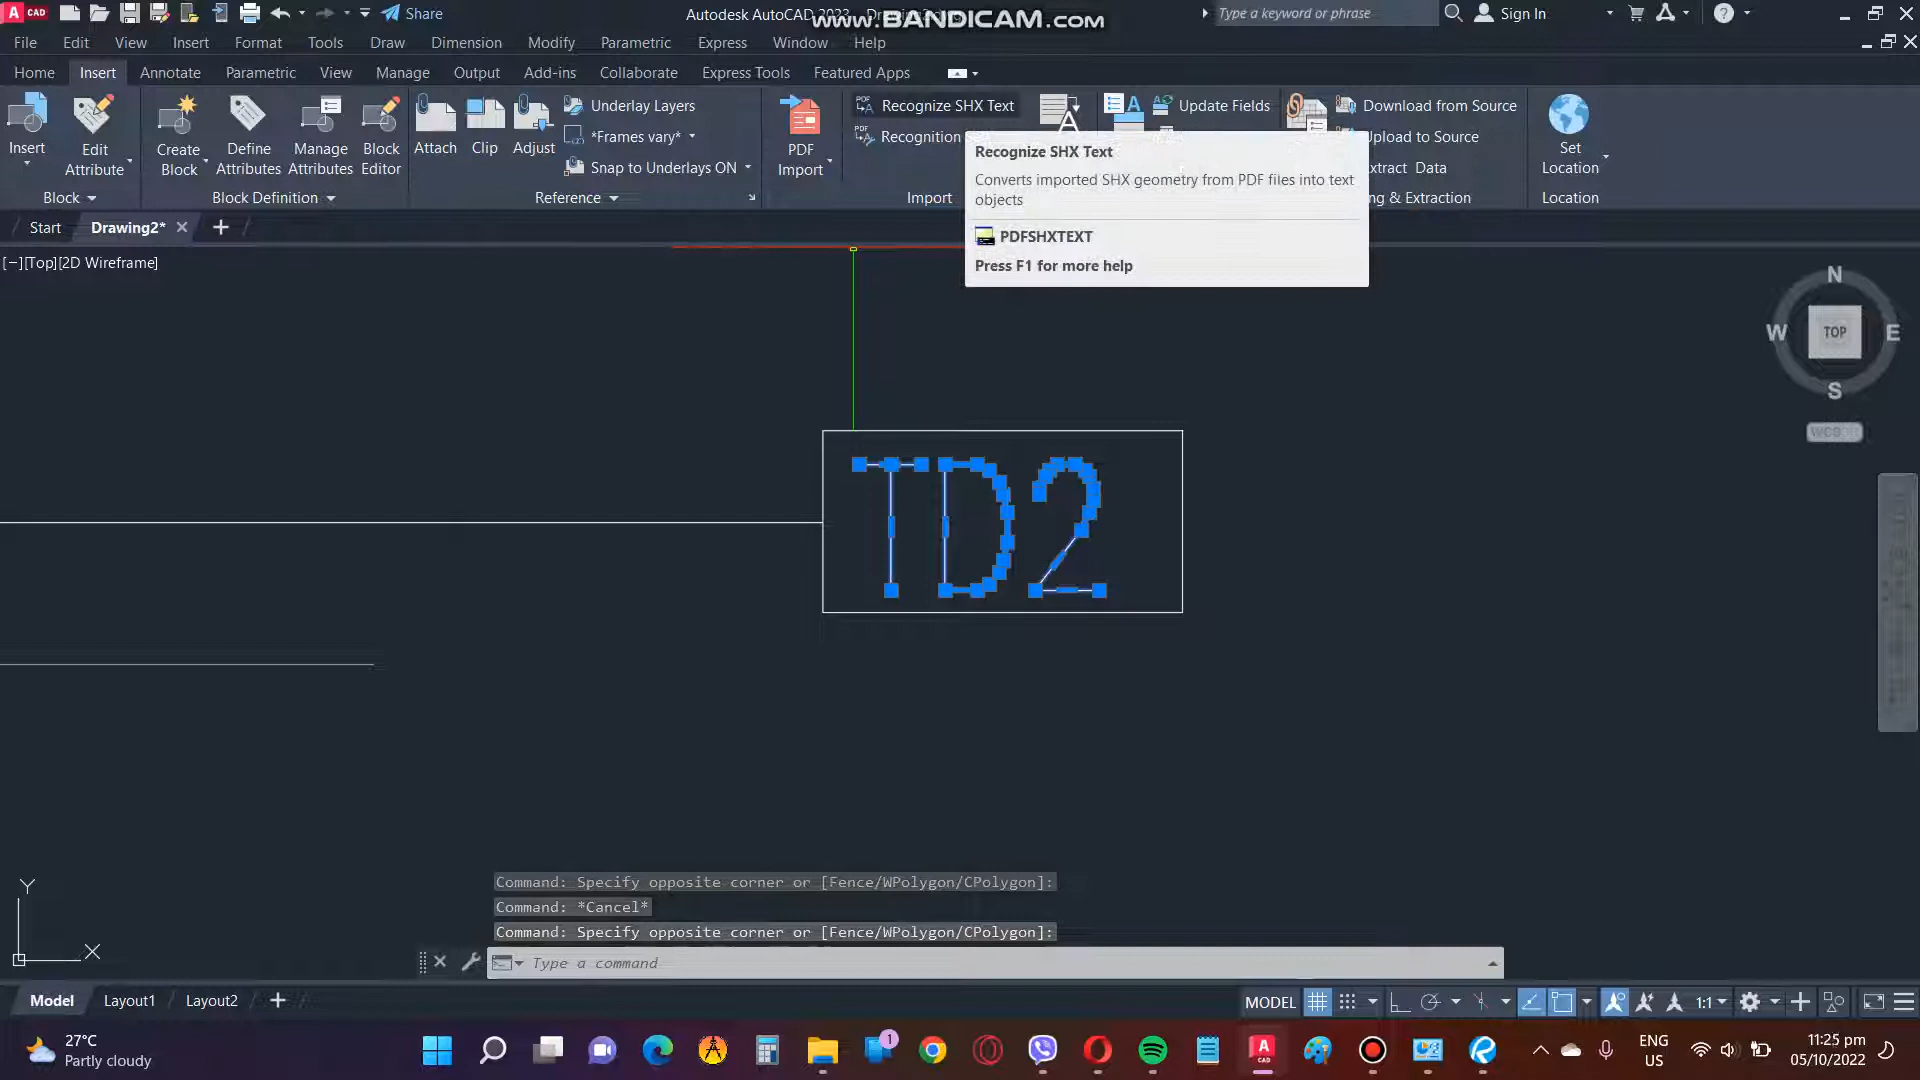 CAD Share Autodesk AutoCAD 2023 Drawing2.dwg www.BANDICAM.com Type a keyword or phrase Sign In
File Edit View Insert Format Tools Draw Dimension Modify Parametric Express Window Help
Home Insert Annotate Parametric View Manage Output Add-ins Collaborate Express Tools Featured Apps
Underlay Layers Recognize SHX Text Update Fields Download from Source
*Frames vary* Recognition Upload to Source
Insert Edit Attribute Create Block Define Attributes Manage Attributes Block Editor Attach Clip Adjust Snap to Underlays ON PDF Import Extract Data Set Location
Block Block Definition Reference Import & Extraction Location
Recognize SHX Text
Converts imported SHX geometry from PDF files into text
objects
PDFSHXTEXT
Press F1 for more help
Start Drawing2*
[−][Top][2D Wireframe]
N
W TOP E
S
WCS
TD2
Command: Specify opposite corner or [Fence/WPolygon/CPolygon]:
Command: *Cancel*
Command: Specify opposite corner or [Fence/WPolygon/CPolygon]:
Type a command
Y
X
Model Layout1 Layout2 MODEL 1:1
27°C
Partly cloudy
1
ENG
US
11:25 pm
05/10/2022